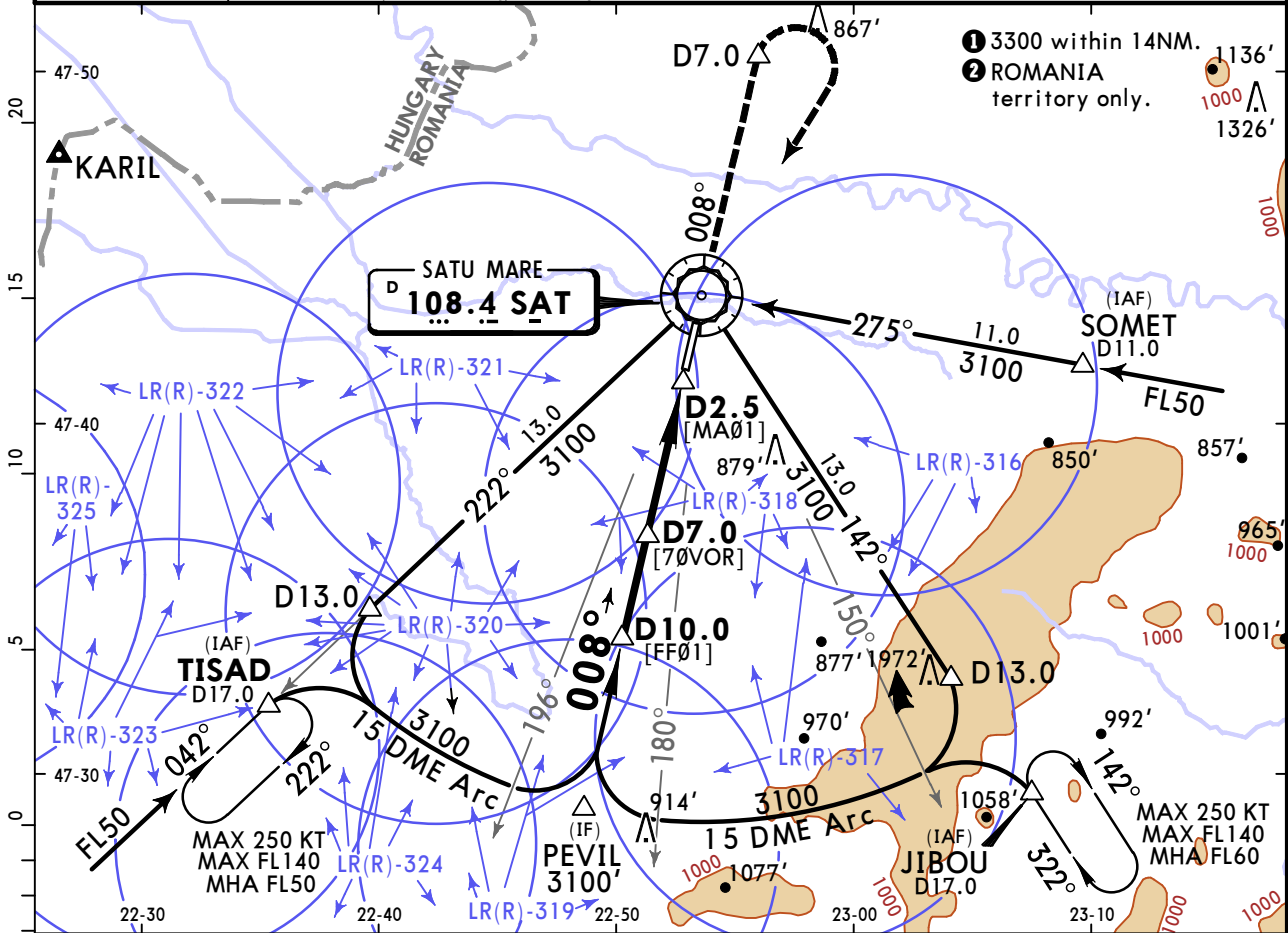 ❶ 3300 within 14NM.
❷ ROMANIA
territory only.
867'
D7.0
47-50
20
HUNGARY
ROMANIA
1136'
1000
1326'
KARIL
1000
008°
15
SATU MARE
D 108.4 SAT
(IAF)
SOMET
D11.0
275°
11.0
3100
FL50
LR(R)-321
LR(R)-322
47-40
D2.5
[MAØ1]
13.0
3100
222°
10
LR(R)-325
879'
3100
13.0
142°
LR(R)-316
850'
857'
LR(R)-318
D7.0
[7ØVOR]
965'
1000
D13.0
LR(R)-320
008°
D10.0
[FFØ1]
150°
877'
1972'
D13.0
1000
1001'
5
(IAF)
TISAD
D17.0
196°
180°
LR(R)-323
042°
222°
3100
15 DME Arc
970'
LR(R)-317
992'
142°
47-30
0
FL50
MAX 250 KT
MAX FL140
MHA FL50
LR(R)-324
(IF)
PEVIL
3100'
914'
3100
15 DME Arc
1058'
(IAF)
JIBOU
D17.0
322°
MAX 250 KT
MAX FL140
MHA FL60
1000
1077'
LR(R)-319
1000
1000
1000
22-30
22-40
22-50
23-00
23-10